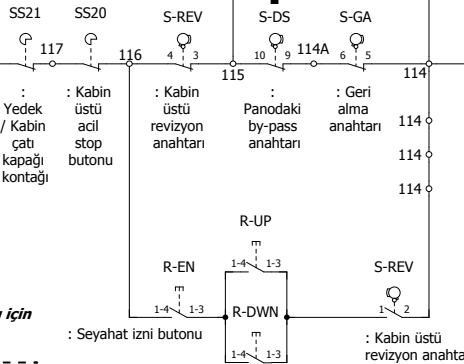 SS21 SS20 S-REV S-DS S-GA
117 116 4 3 115 10 9 114A 6 5 114
:
Yedek
/ Kabin
çatı
kapağı
kontağı
: Kabin
üstü
acil
stop
butonu
: Kabin
üstü
revizyon
anahtarı
:
Panodaki
by-pass
anahtarı
: Geri
alma
anahtarı
114
114
114
R-UP
1-4 1-3
R-EN
1-4 1-3
R-DWN
1-4 1-3
S-REV
1 2
için
: Seyahat izni butonu
: Kabin üstü
revizyon anahta